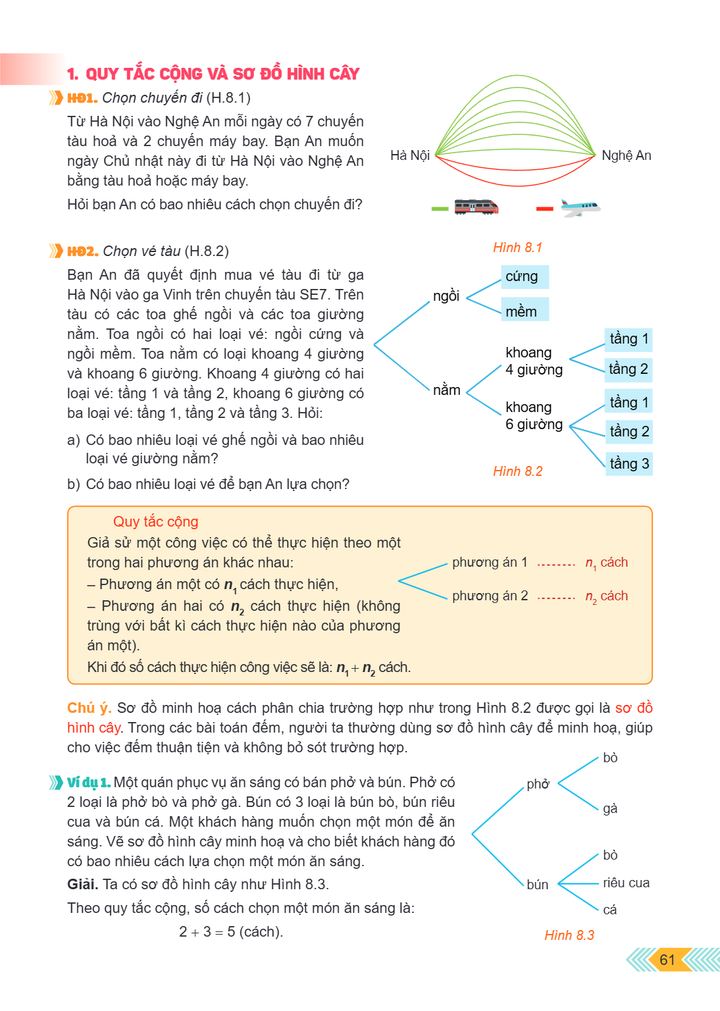 1. QUY TẮC CỘNG VÀ SƠ ĐỒ HÌNH CÂY
HĐ1. Chọn chuyến đi (H.8.1)
Từ Hà Nội vào Nghệ An mỗi ngày có 7 chuyến
tàu hoả và 2 chuyến máy bay. Bạn An muốn
ngày Chủ nhật này đi từ Hà Nội vào Nghệ An
bằng tàu hoả hoặc máy bay.
Hỏi bạn An có bao nhiêu cách chọn chuyến đi?
Hà Nội
Nghệ An
Hình 8.1
HĐ2. Chọn vé tàu (H.8.2)
Bạn An đã quyết định mua vé tàu đi từ ga
Hà Nội vào ga Vinh trên chuyến tàu SE7. Trên
tàu có các toa ghế ngồi và các toa giường
nằm. Toa ngồi có hai loại vé: ngồi cứng và
ngồi mềm. Toa nằm có loại khoang 4 giường
và khoang 6 giường. Khoang 4 giường có hai
loại vé: tầng 1 và tầng 2, khoang 6 giường có
ba loại vé: tầng 1, tầng 2 và tầng 3. Hỏi:
a) Có bao nhiêu loại vé ghế ngồi và bao nhiêu
loại vé giường nằm?
b) Có bao nhiêu loại vé để bạn An lựa chọn?
ngồi
cứng
mềm
nằm
khoang
4 giường
tầng 1
tầng 2
khoang
6 giường
tầng 1
tầng 2
tầng 3
Hình 8.2
Quy tắc cộng
Giả sử một công việc có thể thực hiện theo một
trong hai phương án khác nhau:
– Phương án một có n₁ cách thực hiện,
– Phương án hai có n₂ cách thực hiện (không
trùng với bất kì cách thực hiện nào của phương
án một).
Khi đó số cách thực hiện công việc sẽ là: n₁ + n₂ cách.
phương án 1 ........ n₁ cách
phương án 2 ........ n₂ cách
Chú ý. Sơ đồ minh hoạ cách phân chia trường hợp như trong Hình 8.2 được gọi là sơ đồ
hình cây. Trong các bài toán đếm, người ta thường dùng sơ đồ hình cây để minh hoạ, giúp
cho việc đếm thuận tiện và không bỏ sót trường hợp.
Ví dụ 1. Một quán phục vụ ăn sáng có bán phở và bún. Phở có
2 loại là phở bò và phở gà. Bún có 3 loại là bún bò, bún riêu
cua và bún cá. Một khách hàng muốn chọn một món để ăn
sáng. Vẽ sơ đồ hình cây minh hoạ và cho biết khách hàng đó
có bao nhiêu cách lựa chọn một món ăn sáng.
Giải. Ta có sơ đồ hình cây như Hình 8.3.
Theo quy tắc cộng, số cách chọn một món ăn sáng là:
2 + 3 = 5 (cách).
phở
bò
gà
bún
bò
riêu cua
cá
Hình 8.3
61